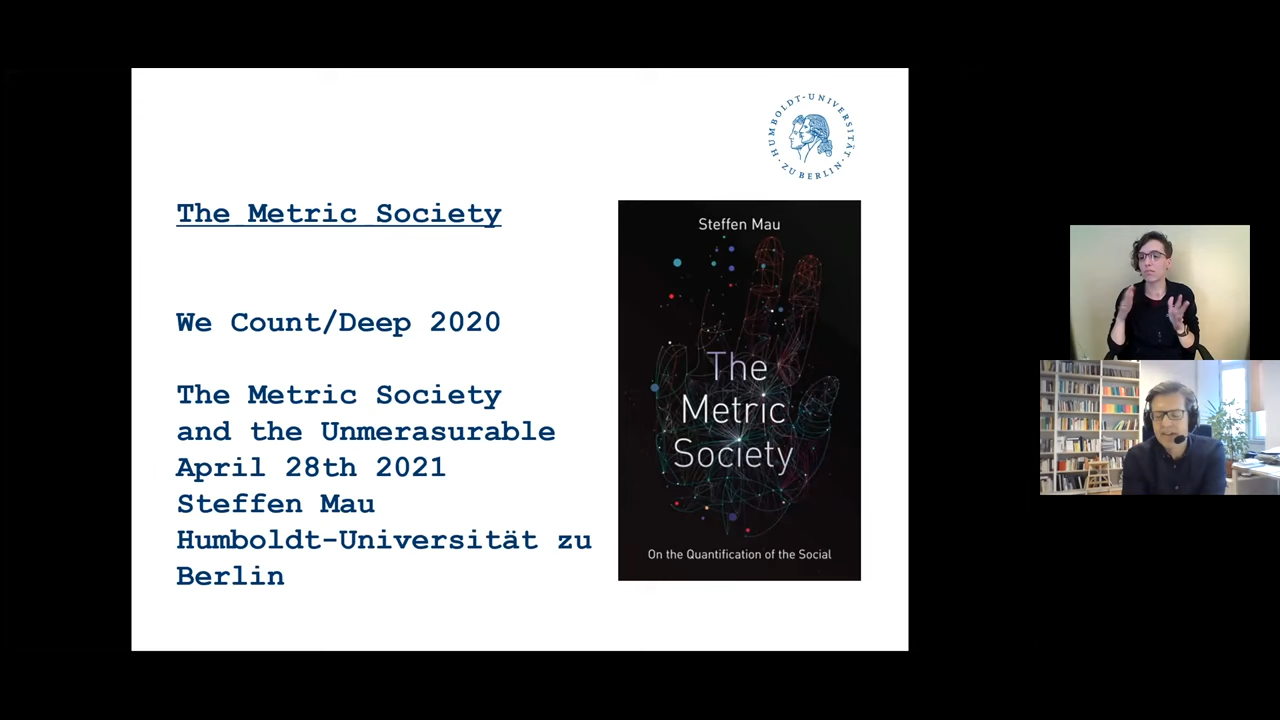 HUMBOLDT-UNIVERSITÄT
· ZU BERLIN ·
The Metric Society
We Count/Deep 2020
The Metric Society
and the Unmerasurable
April 28th 2021
Steffen Mau
Humboldt-Universität zu
Berlin
Steffen Mau
The
Metric
Society
On the Quantification of the Social